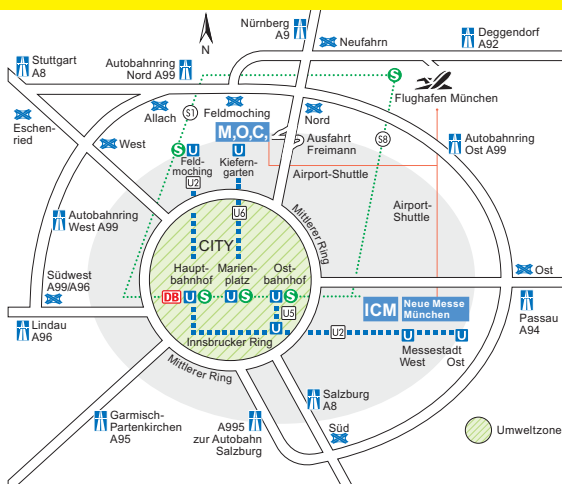 Nürnberg
A9
Deggendorf
A92
N
Neufahrn
Stuttgart
A8
Autobahnring
Nord A99
S
Flughafen München
Allach
S1
Feldmoching
Nord
Eschen-
ried
West
M,O,C,
Ausfahrt
Freimann
S8
Autobahnring
Ost A99
S U
Feld-
moching
U2
U
Kiefern-
garten
Airport-Shuttle
Airport-
Shuttle
Autobahnring
West A99
U6
Mittlerer Ring
CITY
Südwest
A99/A96
Haupt-
bahnhof
Marien-
platz
Ost-
bahnhof
Ost
DB U S
U S
U S
ICM
Neue Messe
München
U5
Passau
A94
Lindau
A96
Innsbrucker Ring
U
U2
U
U
Messestadt
West Ost
Mittlerer Ring
Salzburg
A8
Garmisch-
Partenkirchen
A95
A995
zur Autobahn
Salzburg
Süd
Umweltzone